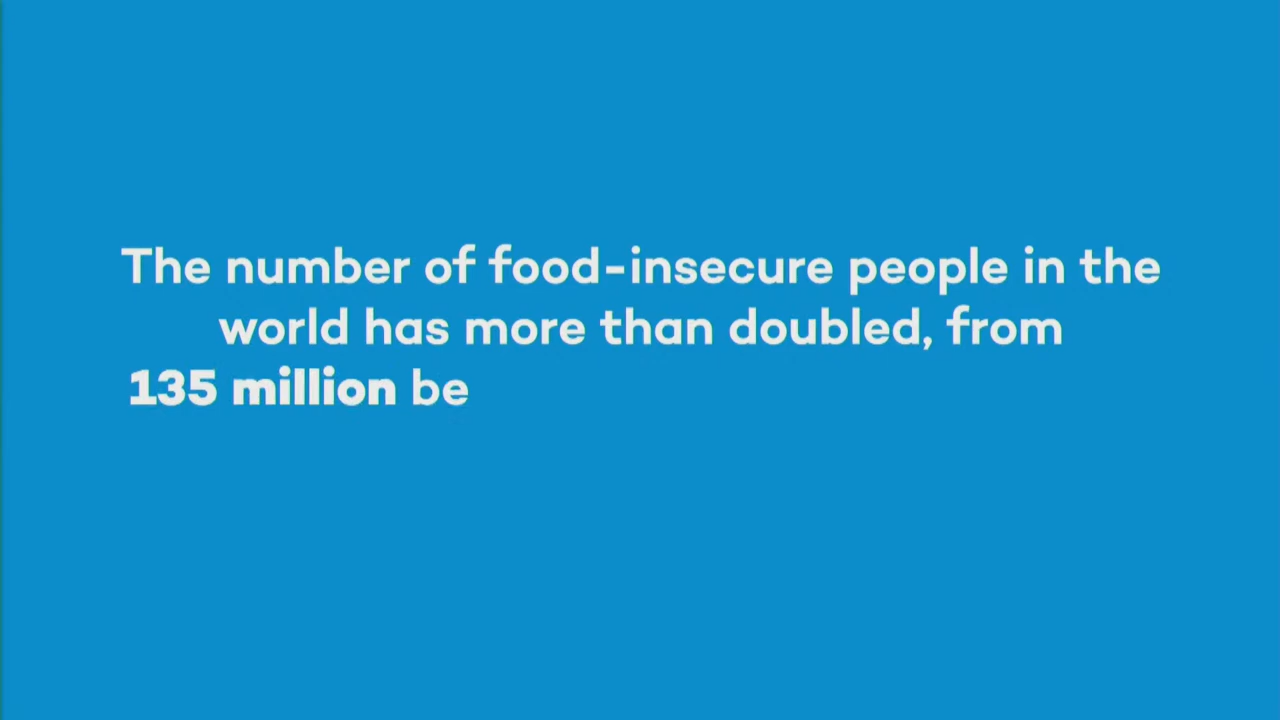 The number of food-insecure people in the
world has more than doubled, from
135 million be